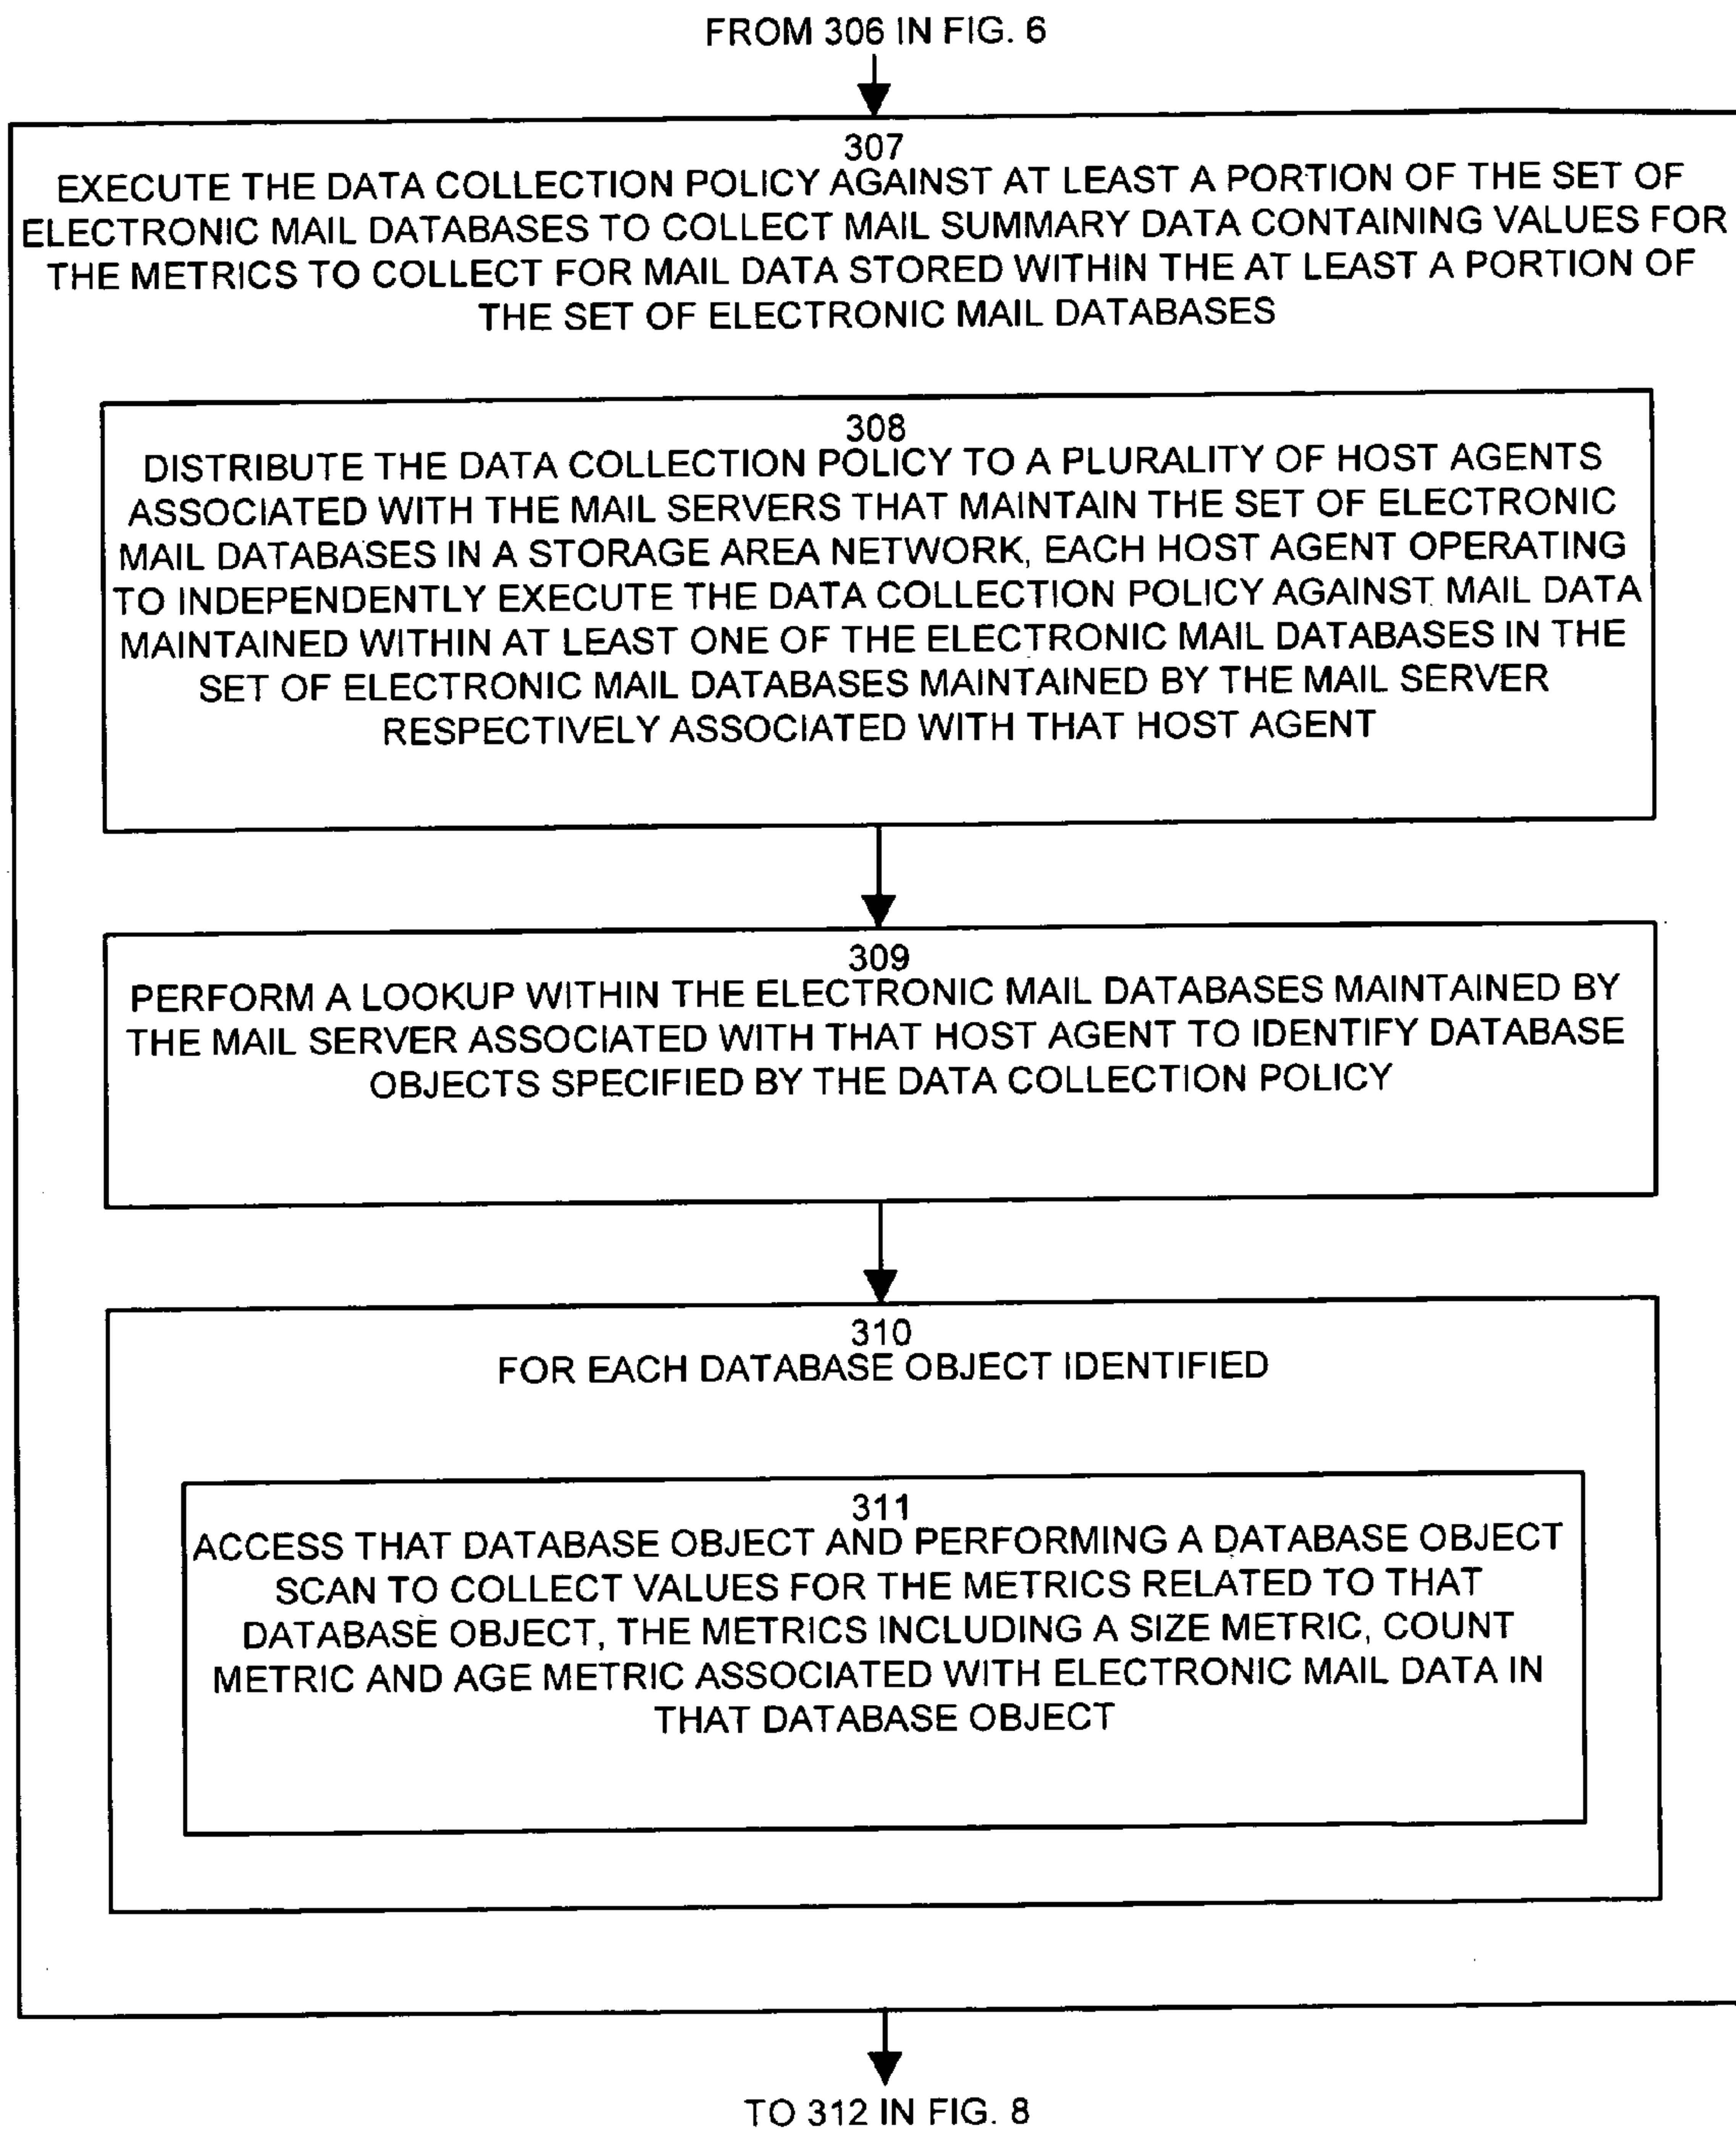 FROM 306 IN FIG. 6
307
EXECUTE THE DATA COLLECTION POLICY AGAINST AT LEAST A PORTION OF THE SET OF
ELECTRONIC MAIL DATABASES TO COLLECT MAIL SUMMARY DATA CONTAINING VALUES FOR
THE METRICS TO COLLECT FOR MAIL DATA STORED WITHIN THE AT LEAST A PORTION OF
THE SET OF ELECTRONIC MAIL DATABASES
308
DISTRIBUTE THE DATA COLLECTION POLICY TO A PLURALITY OF HOST AGENTS
ASSOCIATED WITH THE MAIL SERVERS THAT MAINTAIN THE SET OF ELECTRONIC
MAIL DATABASES IN A STORAGE AREA NETWORK, EACH HOST AGENT OPERATING
TO INDEPENDENTLY EXECUTE THE DATA COLLECTION POLICY AGAINST MAIL DATA
MAINTAINED WITHIN AT LEAST ONE OF THE ELECTRONIC MAIL DATABASES IN THE
SET OF ELECTRONIC MAIL DATABASES MAINTAINED BY THE MAIL SERVER
RESPECTIVELY ASSOCIATED WITH THAT HOST AGENT
309
PERFORM A LOOKUP WITHIN THE ELECTRONIC MAIL DATABASES MAINTAINED BY
THE MAIL SERVER ASSOCIATED WITH THAT HOST AGENT TO IDENTIFY DATABASE
OBJECTS SPECIFIED BY THE DATA COLLECTION POLICY
310
FOR EACH DATABASE OBJECT IDENTIFIED
311
ACCESS THAT DATABASE OBJECT AND PERFORMING A DATABASE OBJECT
SCAN TO COLLECT VALUES FOR THE METRICS RELATED TO THAT
DATABASE OBJECT, THE METRICS INCLUDING A SIZE METRIC, COUNT
METRIC AND AGE METRIC ASSOCIATED WITH ELECTRONIC MAIL DATA IN
THAT DATABASE OBJECT
TO 312 IN FIG. 8